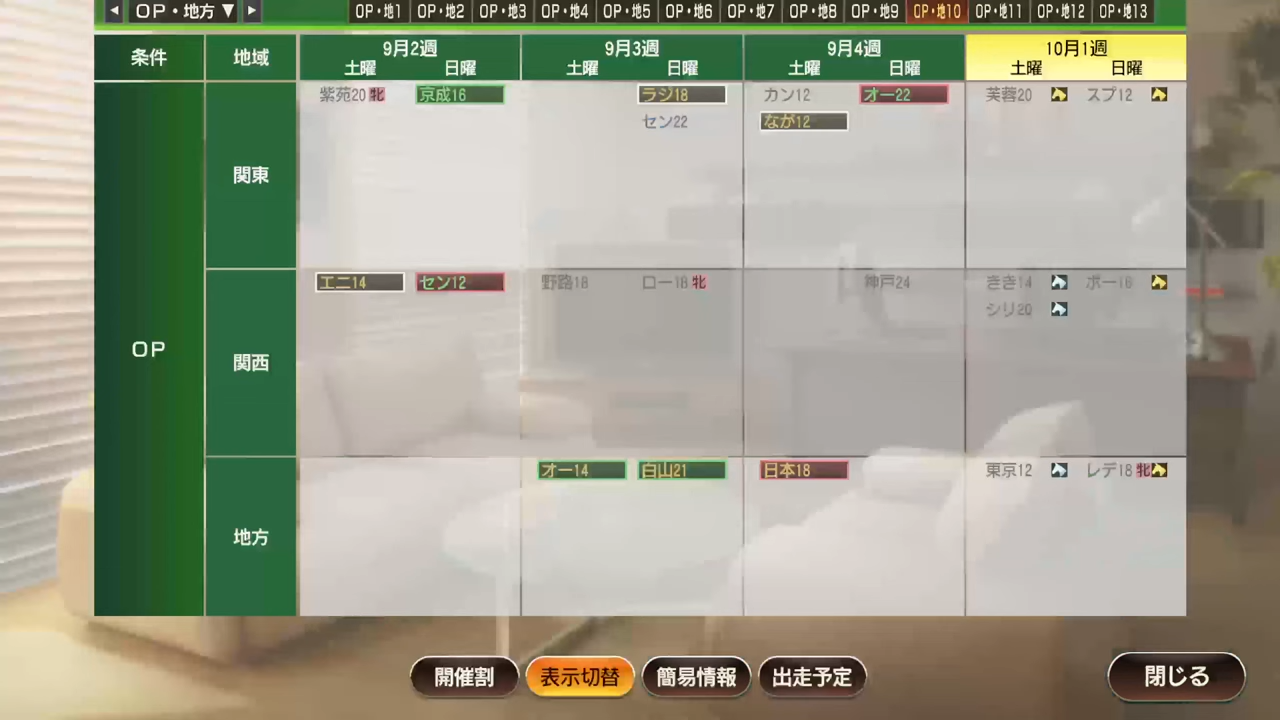 ◀ OP・地方▼ ▶ OP・地1 OP・地2 OP・地3 OP・地4 OP・地5 OP・地6 OP・地7 OP・地8 OP・地9 OP・地10 OP・地11 OP・地12 OP・地13
条件 地域 9月2週 9月3週 9月4週 10月1週
土曜 日曜 土曜 日曜 土曜 日曜 土曜 日曜
関東 紫苑20 牝 京成16 ラジ18 カン12 オー22 芙蓉20 スプ12
セン22 なが12
OP
関西 エニ14 セン12 野路18 ロー18 牝 神戸24 きき14 ポー16
シリ20
地方 オー14 白山21 日本18 東京12 レデ18 牝
開催割 表示切替 簡易情報 出走予定 閉じる